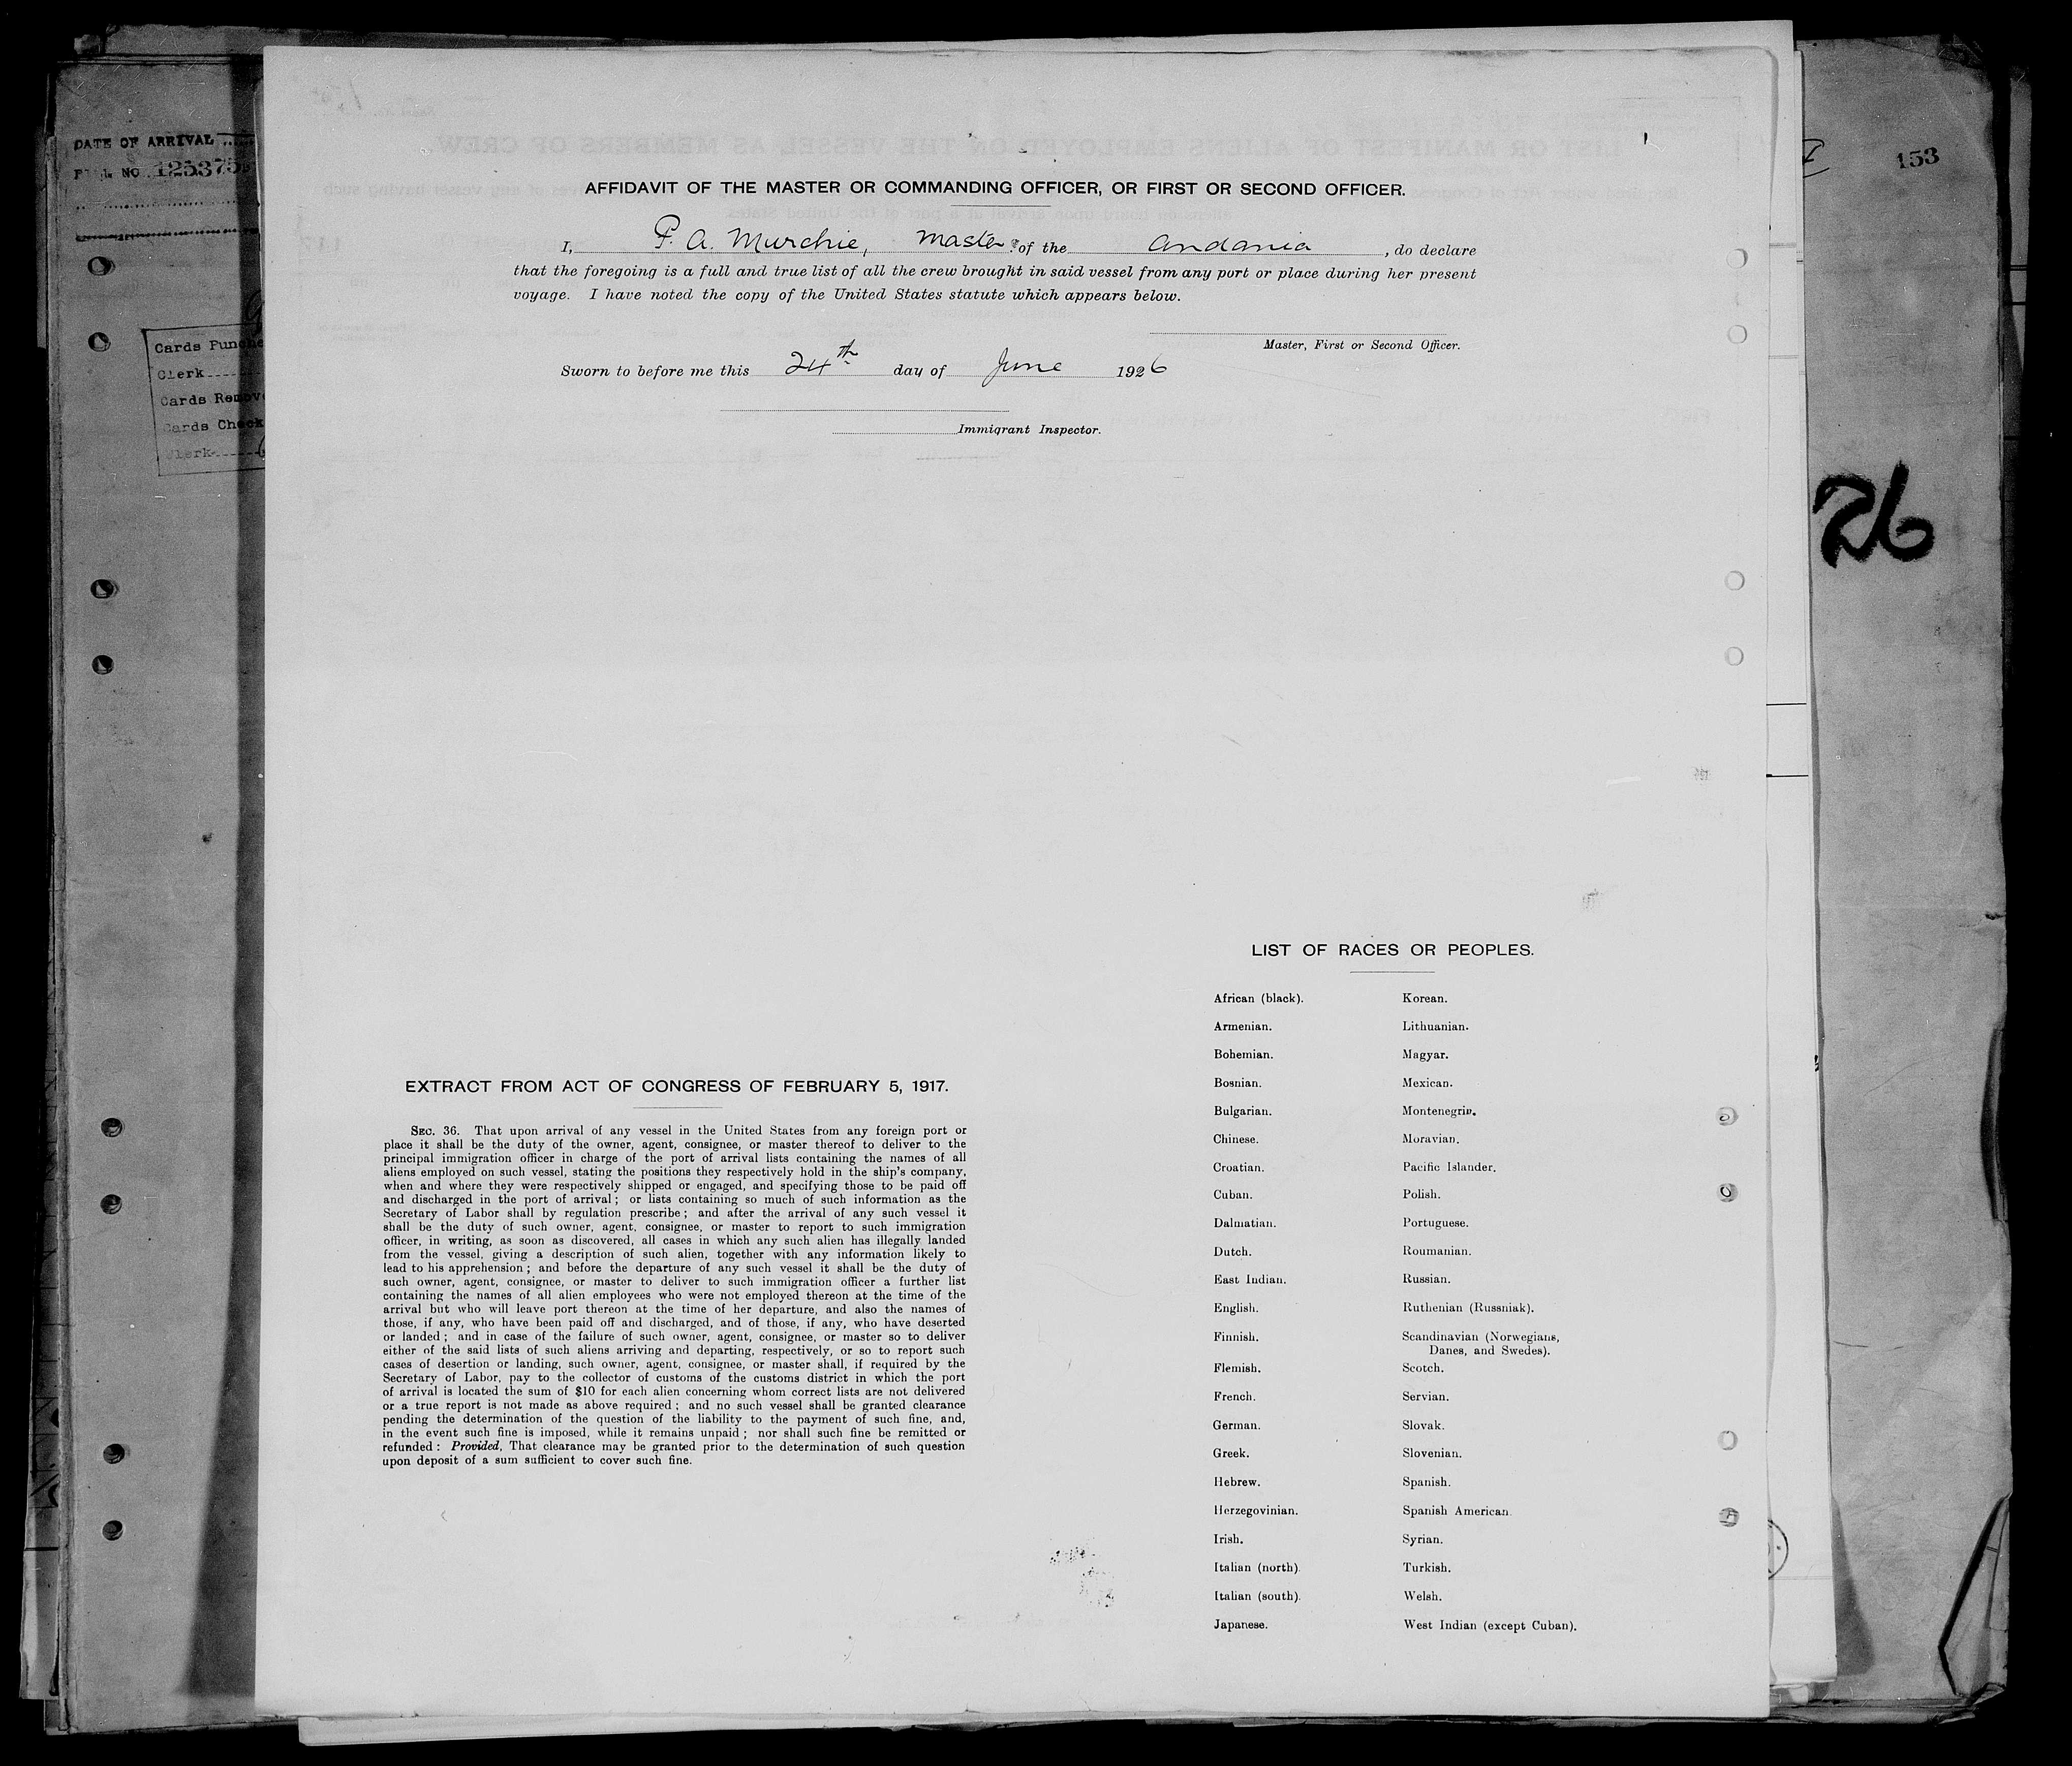 DATE OF ARRIVAL
NO. 125375
Cards Punche
Clerk
Cards Remov
Cards Check
Clerk
153
26
AFFIDAVIT OF THE MASTER OR COMMANDING OFFICER, OR FIRST OR SECOND OFFICER.
I, P. A. Murchie, Master of the Andania, do declare
that the foregoing is a full and true list of all the crew brought in said vessel from any port or place during her present
voyage. I have noted the copy of the United States statute which appears below.
Master, First or Second Officer.
Sworn to before me this 24th day of June 1926
Immigrant Inspector.
EXTRACT FROM ACT OF CONGRESS OF FEBRUARY 5, 1917.
SEC. 36. That upon arrival of any vessel in the United States from any foreign port or
place it shall be the duty of the owner, agent, consignee, or master thereof to deliver to the
principal immigration officer in charge of the port of arrival lists containing the names of all
aliens employed on such vessel, stating the positions they respectively hold in the ship's company,
when and where they were respectively shipped or engaged, and specifying those to be paid off
and discharged in the port of arrival; or lists containing so much of such information as the
Secretary of Labor shall by regulation prescribe; and after the arrival of any such vessel it
shall be the duty of such owner, agent, consignee, or master to report to such immigration
officer, in writing, as soon as discovered, all cases in which any such alien has illegally landed
from the vessel, giving a description of such alien, together with any information likely to
lead to his apprehension; and before the departure of any such vessel it shall be the duty of
such owner, agent, consignee, or master to deliver to such immigration officer a further list
containing the names of all alien employees who were not employed thereon at the time of the
arrival but who will leave port thereon at the time of her departure, and also the names of
those, if any, who have been paid off and discharged, and of those, if any, who have deserted
or landed; and in case of the failure of such owner, agent, consignee, or master so to deliver
either of the said lists of such aliens arriving and departing, respectively, or so to report such
cases of desertion or landing, such owner, agent, consignee, or master shall, if required by the
Secretary of Labor, pay to the collector of customs of the customs district in which the port
of arrival is located the sum of $10 for each alien concerning whom correct lists are not delivered
or a true report is not made as above required; and no such vessel shall be granted clearance
pending the determination of the question of the liability to the payment of such fine, and,
in the event such fine is imposed, while it remains unpaid; nor shall such fine be remitted or
refunded: Provided, That clearance may be granted prior to the determination of such question
upon deposit of a sum sufficient to cover such fine.
LIST OF RACES OR PEOPLES.
African (black).
Armenian.
Bohemian.
Bosnian.
Bulgarian.
Chinese.
Croatian.
Cuban.
Dalmatian.
Dutch.
East Indian.
English.
Finnish.
Flemish.
French.
German.
Greek.
Hebrew.
Herzegovinian.
Irish.
Italian (north).
Italian (south).
Japanese.
Korean.
Lithuanian.
Magyar.
Mexican.
Montenegrin.
Moravian.
Pacific Islander.
Polish.
Portuguese.
Roumanian.
Russian.
Ruthenian (Russniak).
Scandinavian (Norwegians,
Danes, and Swedes).
Scotch.
Servian.
Slovak.
Slovenian.
Spanish.
Spanish American.
Syrian.
Turkish.
Welsh.
West Indian (except Cuban).